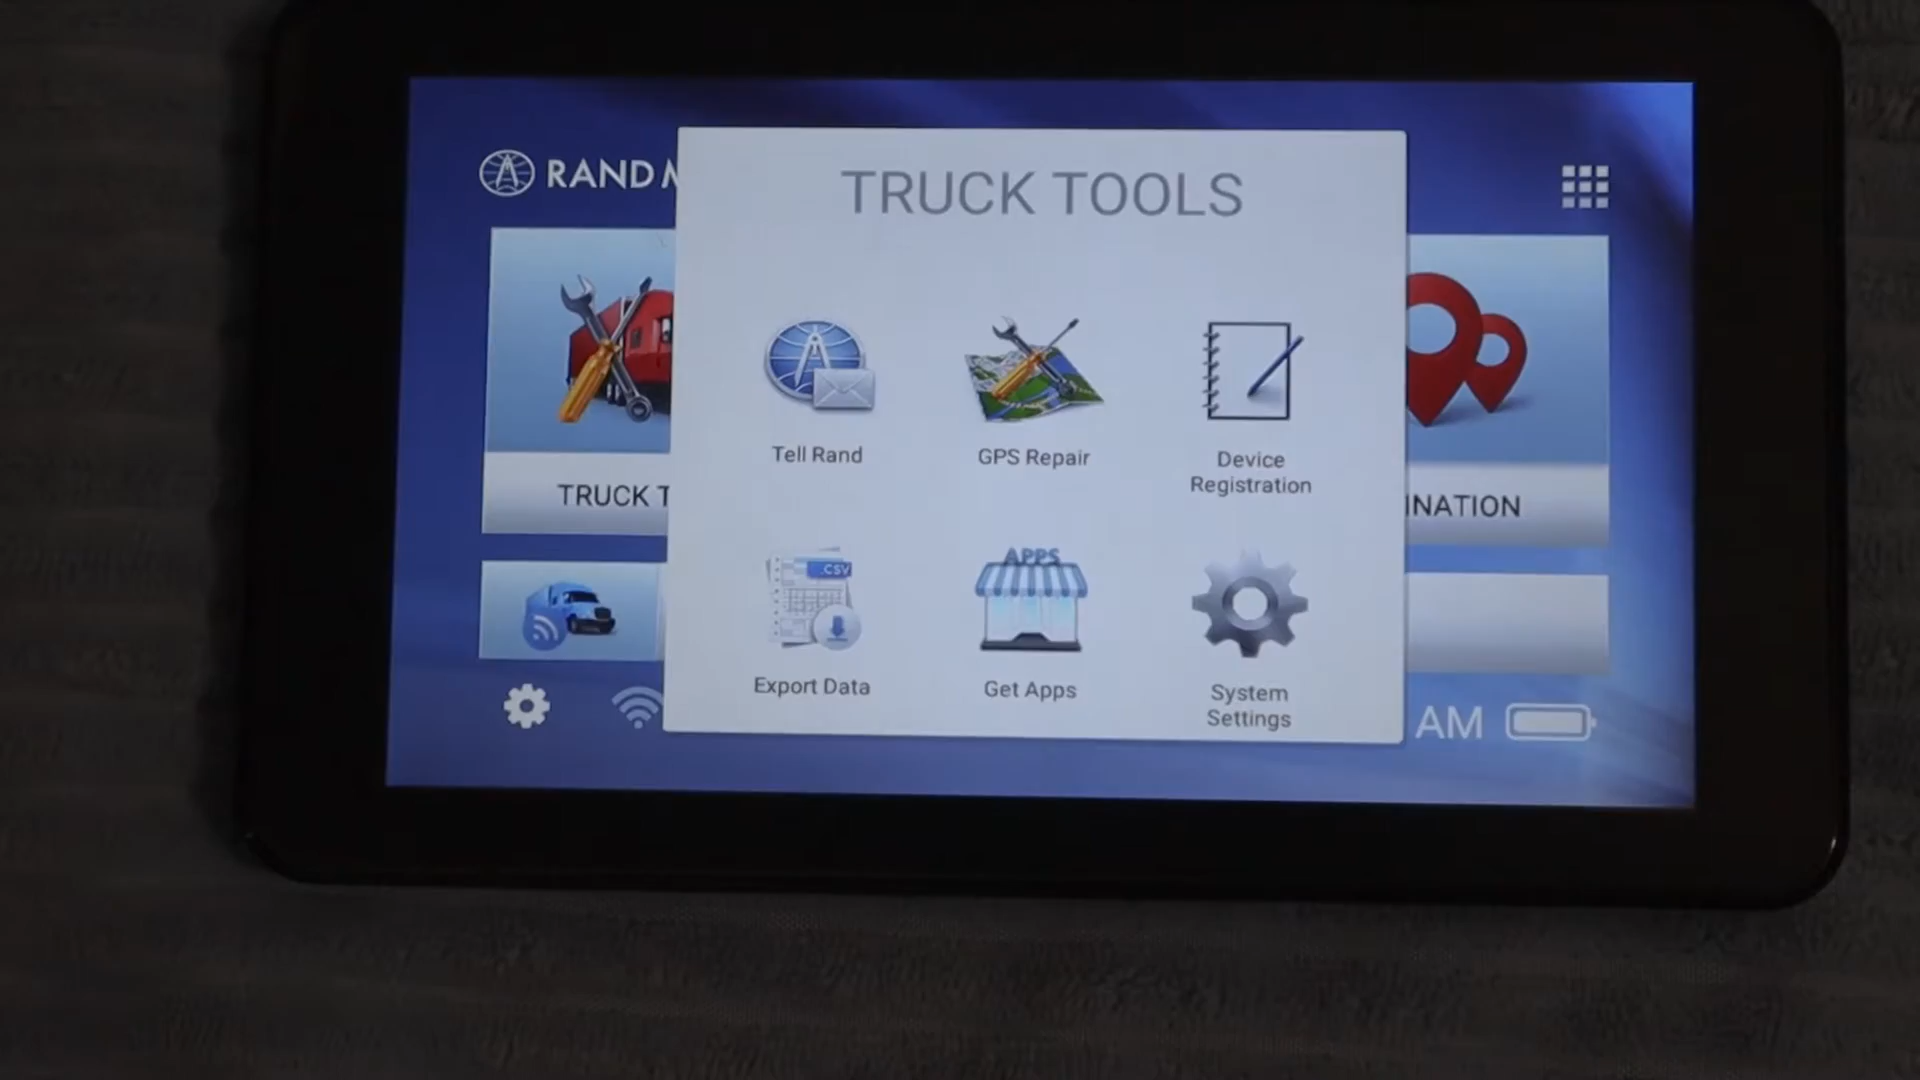 RAND M
TRUCK TOOLS
Tell Rand
GPS Repair
Device
Registration
TRUCK T
INATION
.CSV
APPS
Export Data
Get Apps
System
Settings
AM